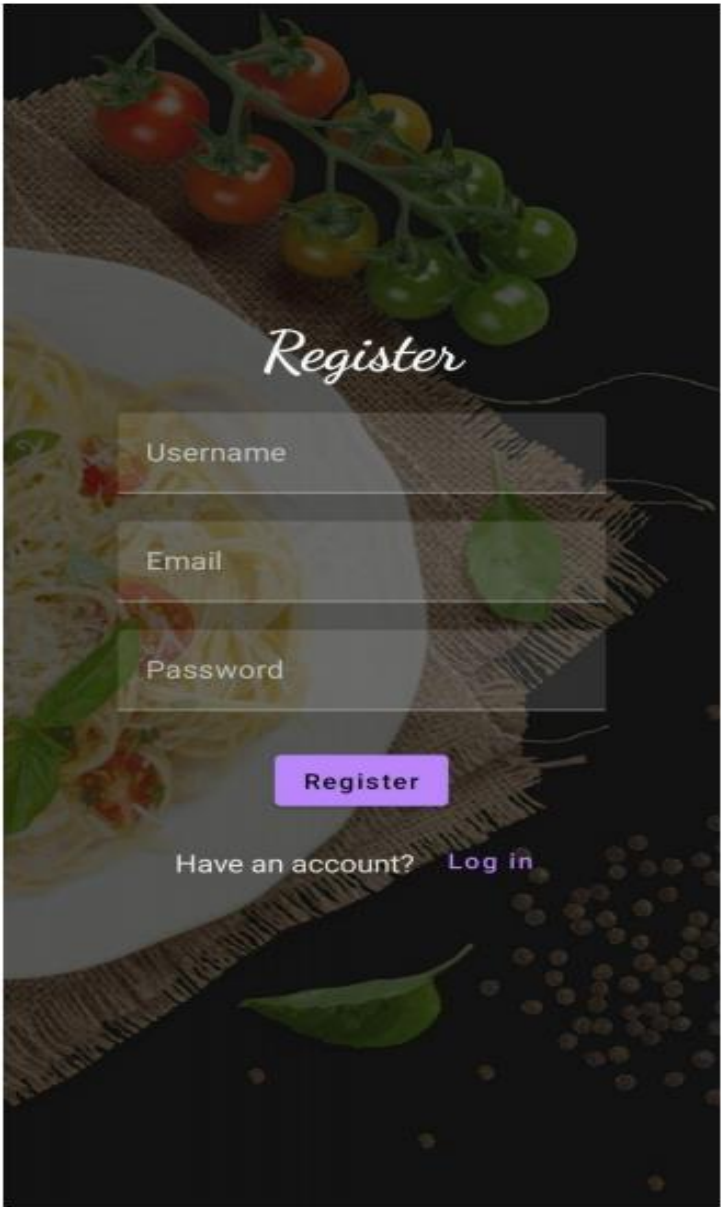 Register
Username
Email
Password
Register
Have an account? Log in